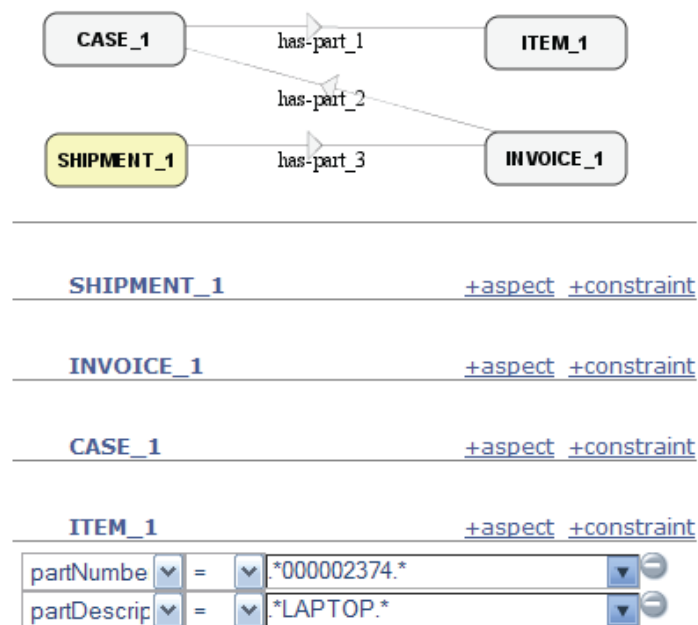 CASE_1 has-part_1 ITEM_1
has-part_2
SHIPMENT_1 has-part_3 INVOICE_1
SHIPMENT_1 +aspect +constraint
INVOICE_1 +aspect +constraint
CASE_1 +aspect +constraint
ITEM_1 +aspect +constraint
partNumbe = .*000002374.*
partDescrip = .*LAPTOP.*